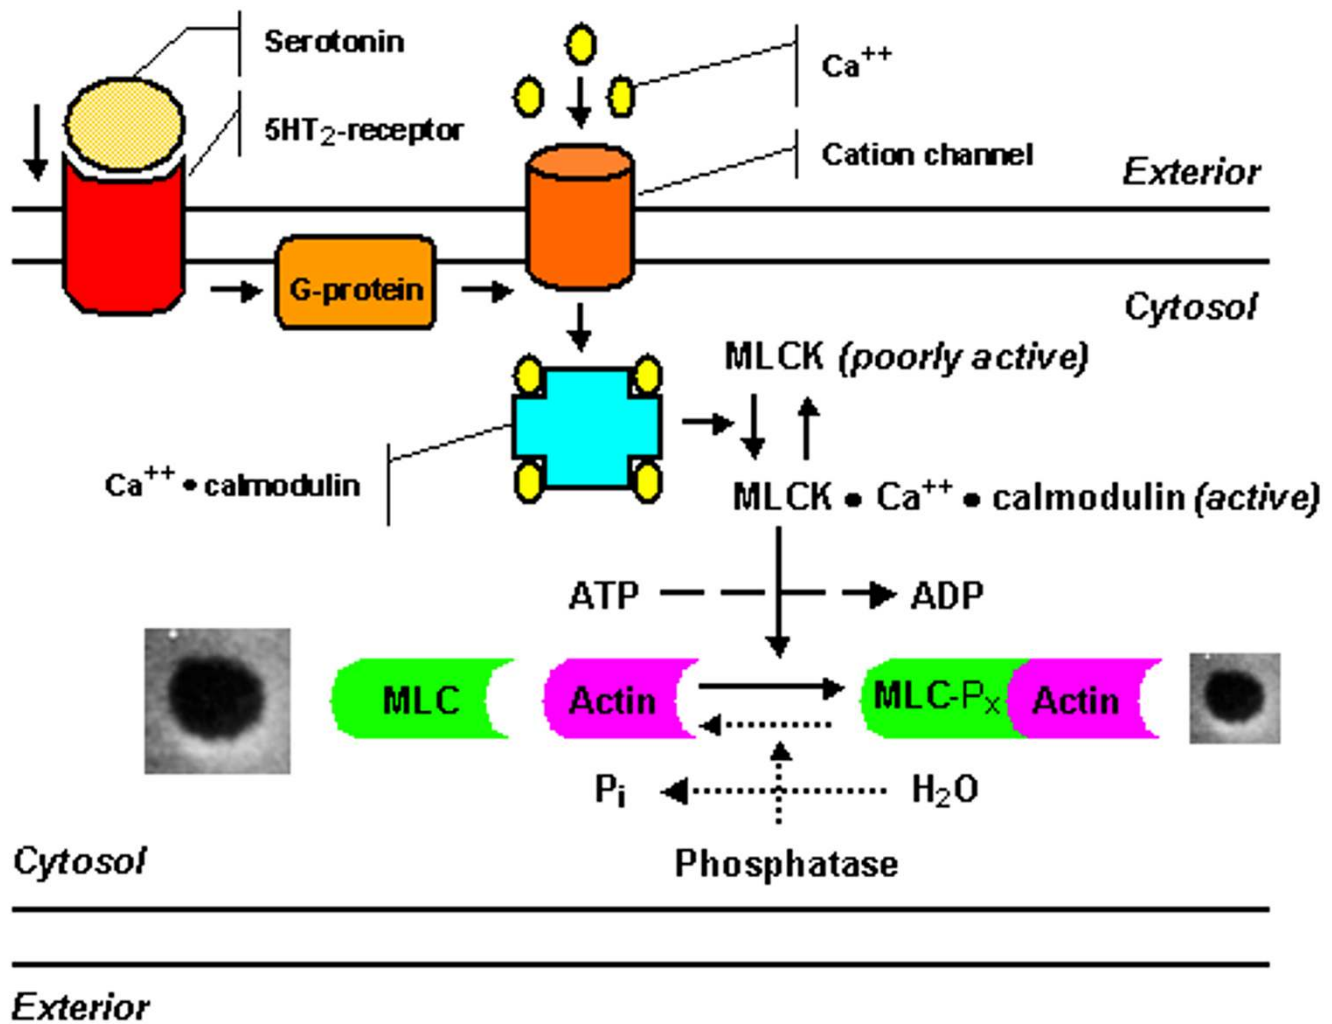 Serotonin
5HT₂-receptor
Ca⁺⁺
Cation channel
Exterior
G-protein
Cytosol
MLCK (poorly active)
Ca⁺⁺•calmodulin
MLCK • Ca⁺⁺ • calmodulin (active)
ATP
ADP
MLC
Actin
MLC-Pₓ
Actin
Pᵢ
H₂O
Cytosol
Phosphatase
Exterior